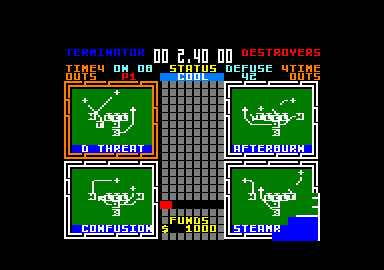 TERMINATOR 00 2.40 00 DESTROYERS
TIME4 ON 08 STATUS DEFUSE 4TIME
OUTS P1 COOL 42 OUTS
D THREAT AFTERBURN
FUNDS
CONFUSION $ 1000 STEAMR